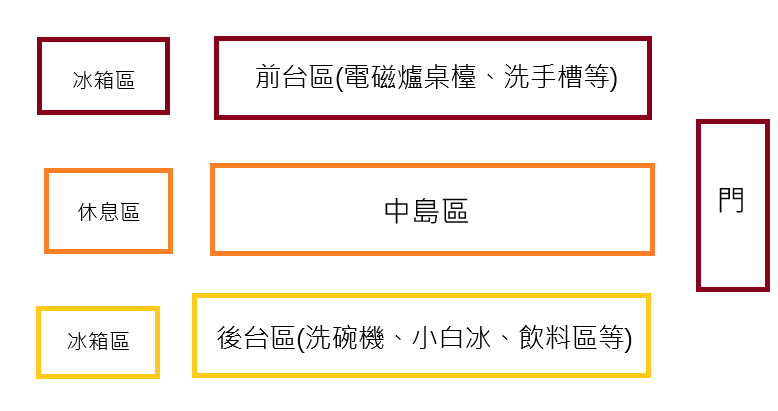 冰箱區
前台區(電磁爐桌檯、洗手槽等)
門
休息區
中島區
冰箱區
後台區(洗碗機、小白冰、飲料區等)